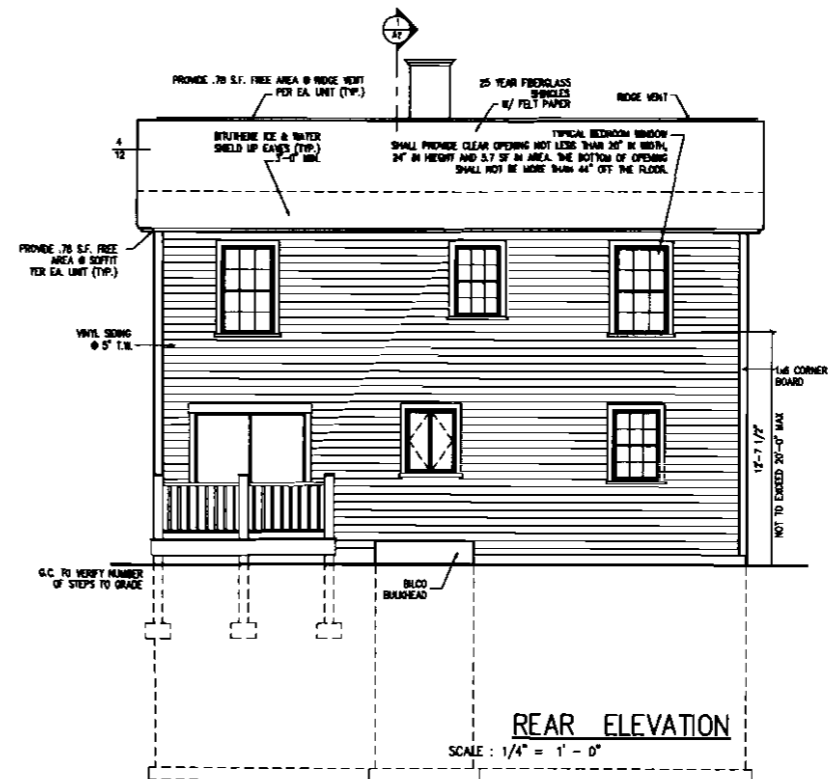 1
A2
PROVIDE .78 S.F. FREE AREA @ RIDGE VENT
PER EA. UNIT (TYP.)
25 YEAR FIBERGLASS
SHINGLES
W/ FELT PAPER
RIDGE VENT
4
12
BITUTHENE ICE & WATER
SHIELD UP EAVES (TYP.)
3'-0" MIN.
TYPICAL BEDROOM WINDOW
SHALL PROVIDE CLEAR OPENING NOT LESS THAN 20" IN WIDTH,
24" IN HEIGHT AND 5.7 SF IN AREA. THE BOTTOM OF OPENING
SHALL NOT BE MORE THAN 44" OFF THE FLOOR.
PROVIDE .78 S.F. FREE
AREA @ SOFFIT
PER EA. UNIT (TYP.)
VINYL SIDING
@ 5" T.W.
1x6 CORNER
BOARD
12'-7 1/2"
NOT TO EXCEED 20'-0" MAX
G.C. TO VERIFY NUMBER
OF STEPS TO GRADE
BILCO
BULKHEAD
REAR ELEVATION
SCALE : 1/4" = 1' - 0"